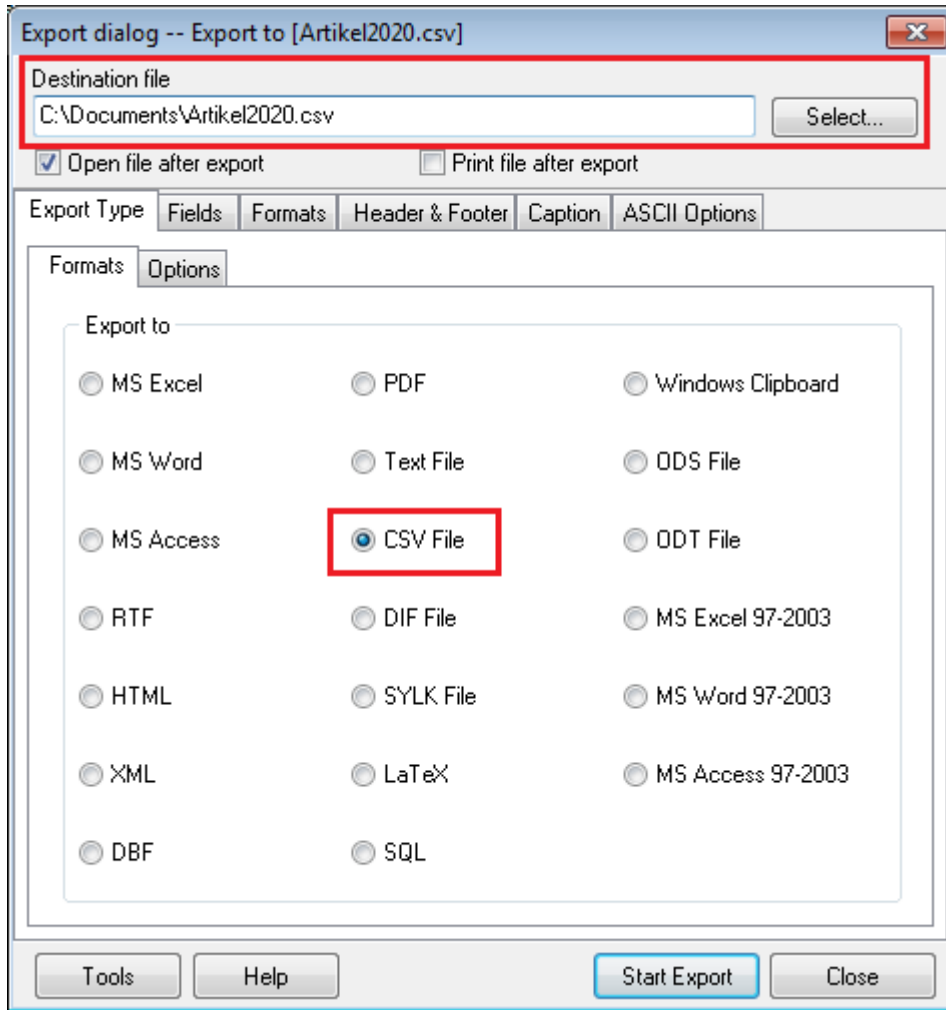 Export dialog -- Export to [Artikel2020.csv]
Destination file
C:\Documents\Artikel2020.csv Select...
Open file after export Print file after export
Export Type Fields Formats Header & Footer Caption ASCII Options
Formats Options
Export to
MS Excel PDF Windows Clipboard
MS Word Text File ODS File
MS Access CSV File ODT File
RTF DIF File MS Excel 97-2003
HTML SYLK File MS Word 97-2003
XML LaTeX MS Access 97-2003
DBF SQL
Tools Help Start Export Close